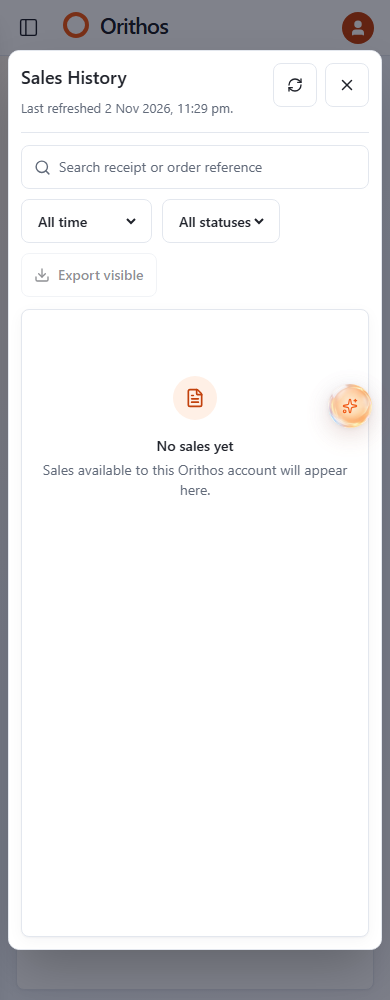 Orithos
Sales History
Last refreshed 2 Nov 2026, 11:29 pm.
Search receipt or order reference
All time
All statuses
Export visible
No sales yet
Sales available to this Orithos account will appear
here.